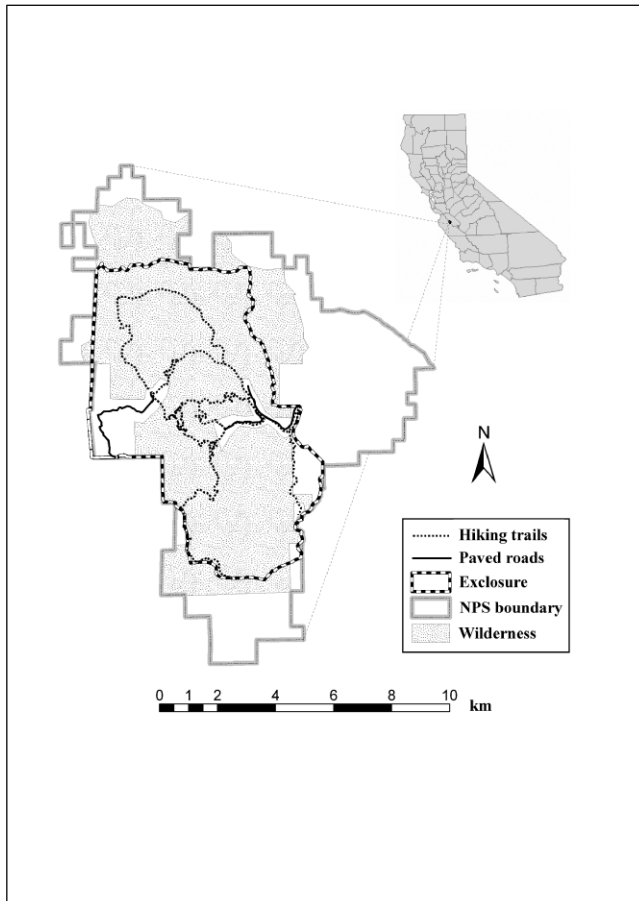 N
Hiking trails
Paved roads
Exclosure
NPS boundary
Wilderness
0 1 2 4 6 8 10
km